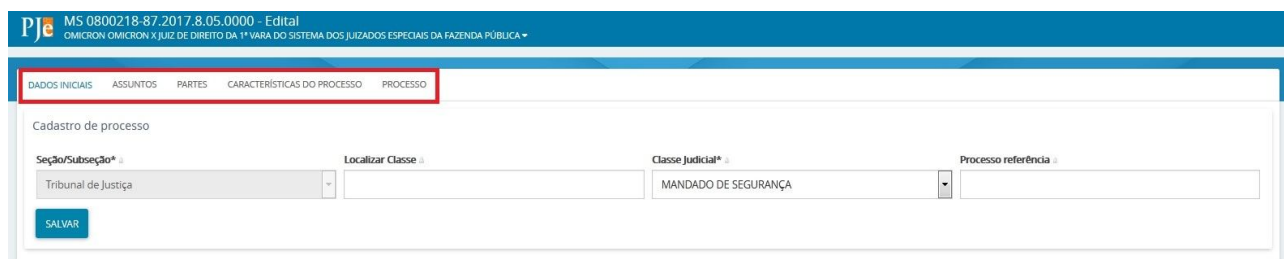 PJe MS 0800218-87.2017.8.05.0000 - Edital
OMICRON OMICRON X JUIZ DE DIREITO DA 1ª VARA DO SISTEMA DOS JUIZADOS ESPECIAIS DA FAZENDA PÚBLICA
DADOS INICIAIS ASSUNTOS PARTES CARACTERÍSTICAS DO PROCESSO PROCESSO
Cadastro de processo
Seção/Subseção* Localizar Classe Classe Judicial* Processo referência
Tribunal de Justiça MANDADO DE SEGURANÇA
SALVAR